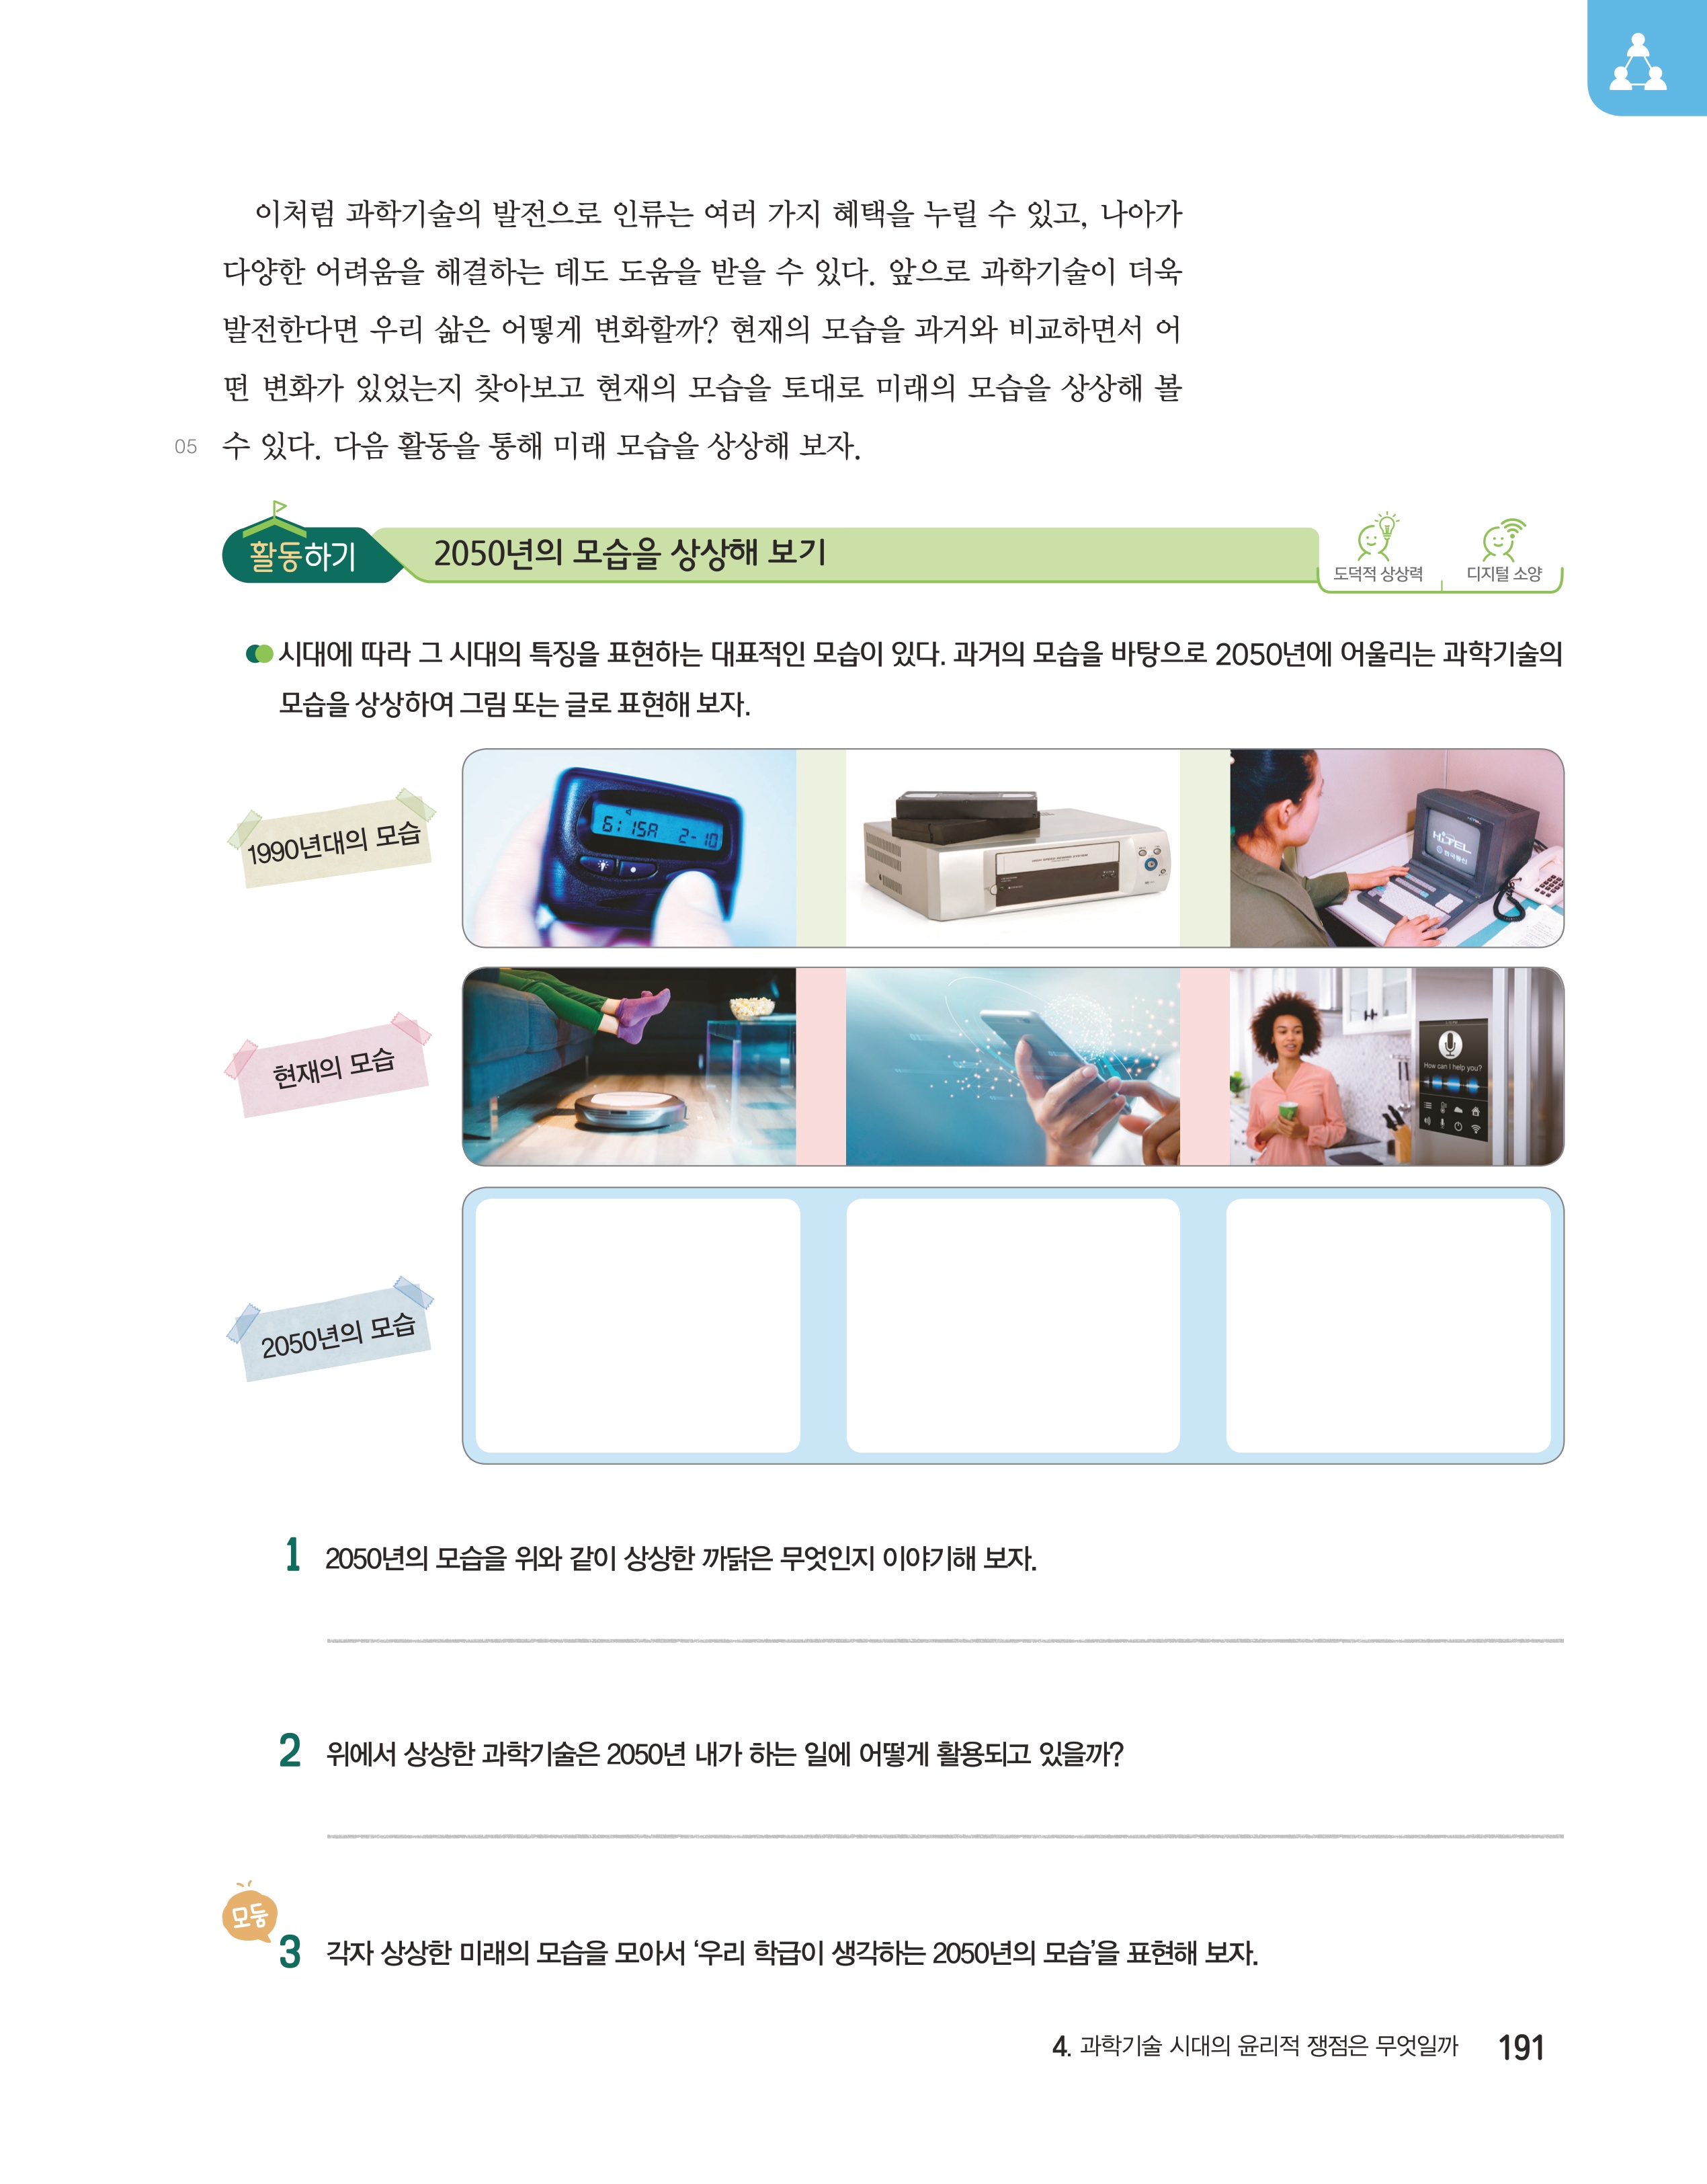 이처럼 과학기술의 발전으로 인류는 여러 가지 혜택을 누릴 수 있고, 나아가
다양한 어려움을 해결하는 데도 도움을 받을 수 있다. 앞으로 과학기술이 더욱
발전한다면 우리 삶은 어떻게 변화할까? 현재의 모습을 과거와 비교하면서 어
떤 변화가 있었는지 찾아보고 현재의 모습을 토대로 미래의 모습을 상상해 볼
05 수 있다. 다음 활동을 통해 미래 모습을 상상해 보자.
활동하기 2050년의 모습을 상상해 보기
도덕적 상상력 디지털 소양
시대에 따라 그 시대의 특징을 표현하는 대표적인 모습이 있다. 과거의 모습을 바탕으로 2050년에 어울리는 과학기술의
모습을 상상하여 그림 또는 글로 표현해 보자.
1990년대의 모습
6:15A 2-10
HiTEL
한국통신
현재의 모습
How can I help you?
2050년의 모습
1 2050년의 모습을 위와 같이 상상한 까닭은 무엇인지 이야기해 보자.
2 위에서 상상한 과학기술은 2050년 내가 하는 일에 어떻게 활용되고 있을까?
모둠
3 각자 상상한 미래의 모습을 모아서 ‘우리 학급이 생각하는 2050년의 모습’을 표현해 보자.
4. 과학기술 시대의 윤리적 쟁점은 무엇일까 191